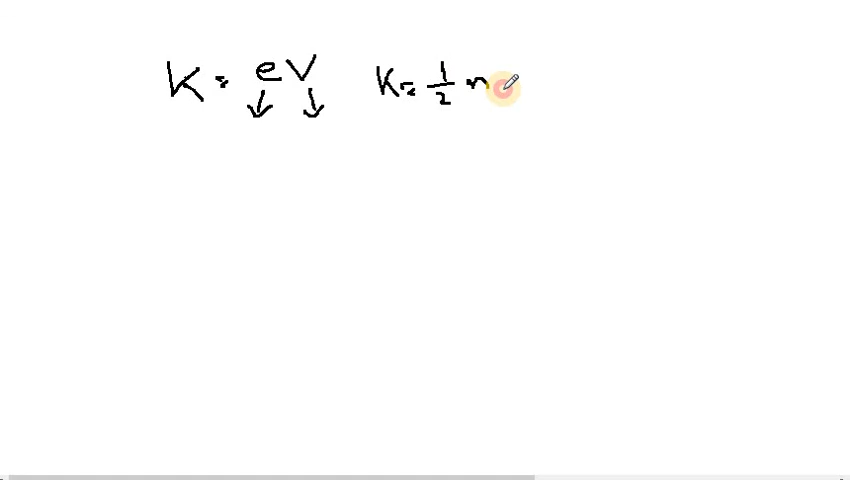 K = eV K = 1/2 m